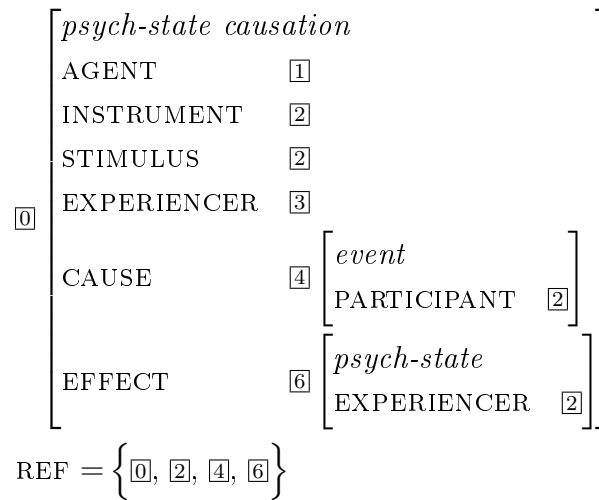 psych-state causation
AGENT 1
INSTRUMENT 2
STIMULUS 2
0 EXPERIENCER 3
event
CAUSE 4
PARTICIPANT 2
psych-state
EFFECT 6
EXPERIENCER 2
REF = {0, 2, 4, 6}